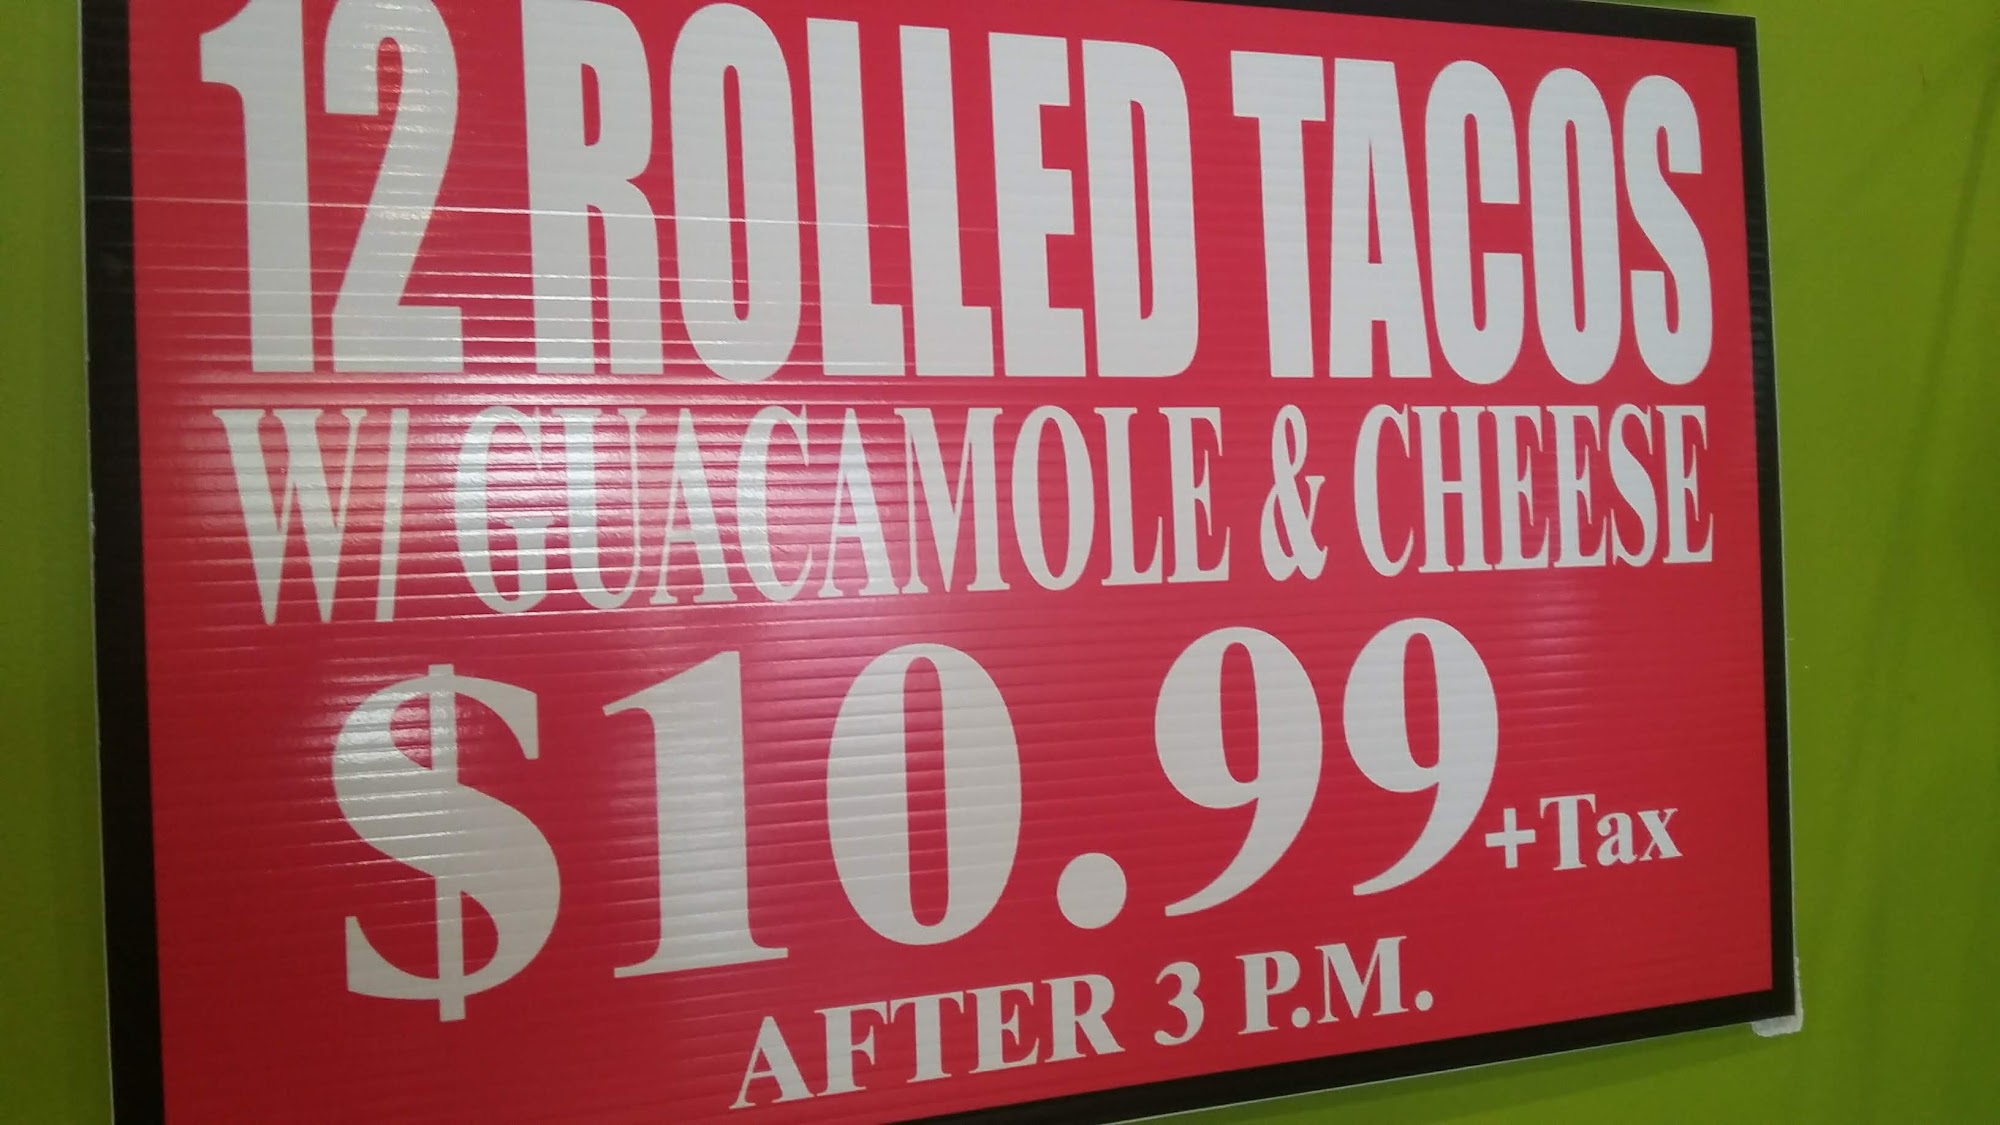 12 ROLLED TACOS
W/ GUACAMOLE & CHEESE
$10.99 +Tax
AFTER 3 P.M.